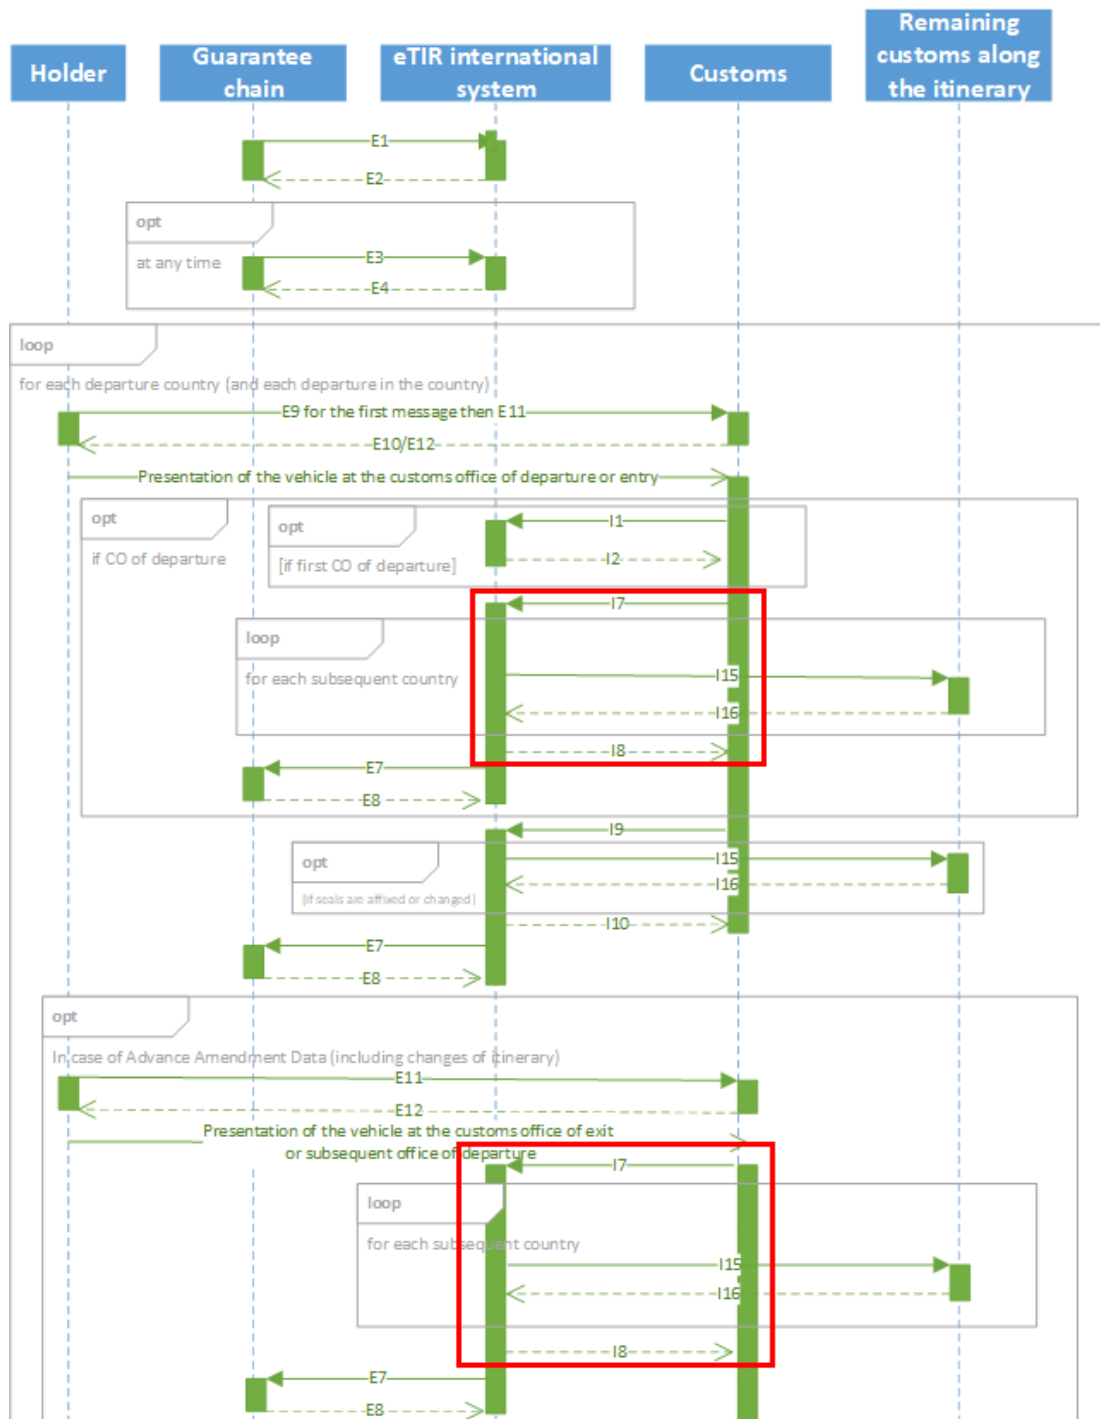 Holder
Guarantee
chain
eTIR international
system
Customs
Remaining
customs along
the itinerary
E1
E2
opt
at any time
E3
E4
loop
for each departure country (and each departure in the country)
E9 for the first message then E11
E10/E12
Presentation of the vehicle at the customs office of departure or entry
opt
if CO of departure
opt
[if first CO of departure]
I1
I2
I7
loop
for each subsequent country
I15
I16
I8
E7
E8
I9
opt
(if seals are affixed or changed)
I15
I16
I10
E7
E8
opt
In case of Advance Amendment Data (including changes of itinerary)
E11
E12
Presentation of the vehicle at the customs office of exit
or subsequent office of departure
I7
loop
for each subsequent country
I15
I16
I8
E7
E8